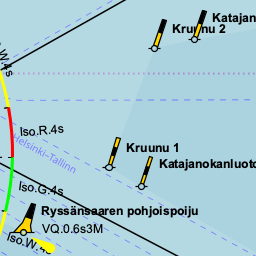 Katajan
Kruunu 2
W.4s
Iso.R.4s
Helsinki-Tallinn
Kruunu 1
Katajanokanluoto
Iso.G.4s
Ryssänsaaren pohjoispoiju
VQ.0.6s3M
Iso.W.4s